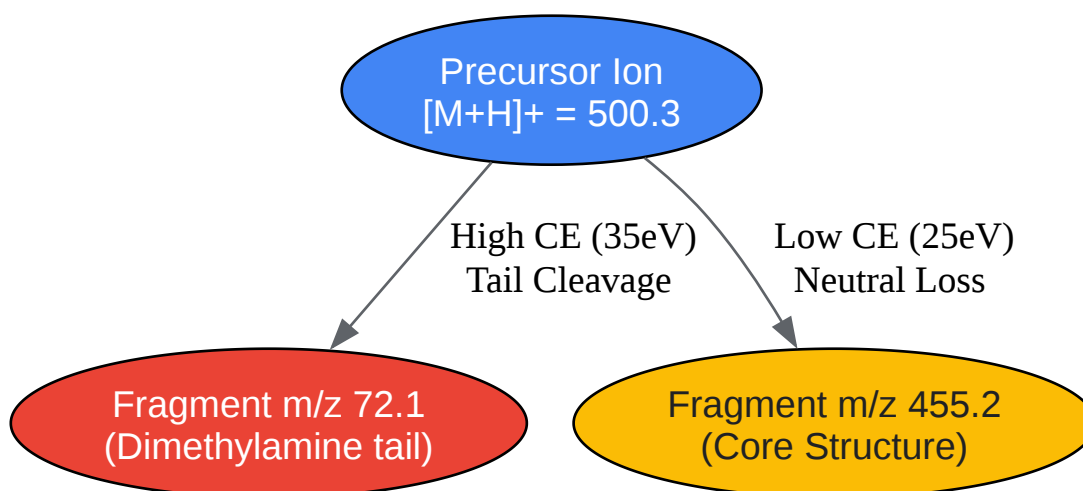 Precursor Ion
[M+H]+ = 500.3
High CE (35eV)
Tail Cleavage
Low CE (25eV)
Neutral Loss
Fragment m/z 72.1
(Dimethylamine tail)
Fragment m/z 455.2
(Core Structure)